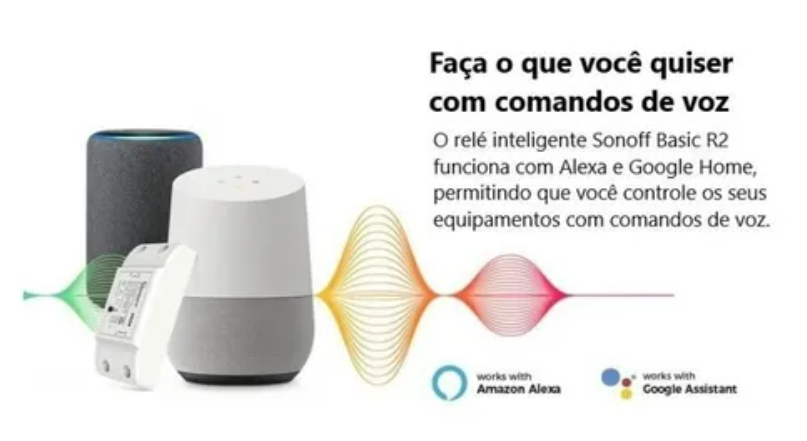 Faça o que você quiser
com comandos de voz
O relé inteligente Sonoff Basic R2
funciona com Alexa e Google Home,
permitindo que você controle os seus
equipamentos com comandos de voz.
works with
Amazon Alexa
works with
Google Assistant